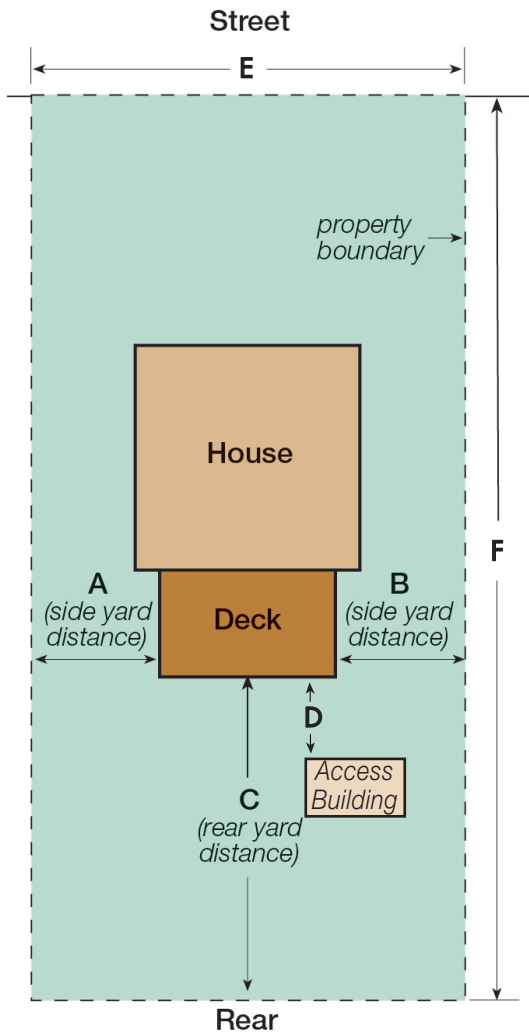 Street
E
property
boundary
House
F
A
(side yard
distance)
Deck
B
(side yard
distance)
D
Access
Building
C
(rear yard
distance)
Rear